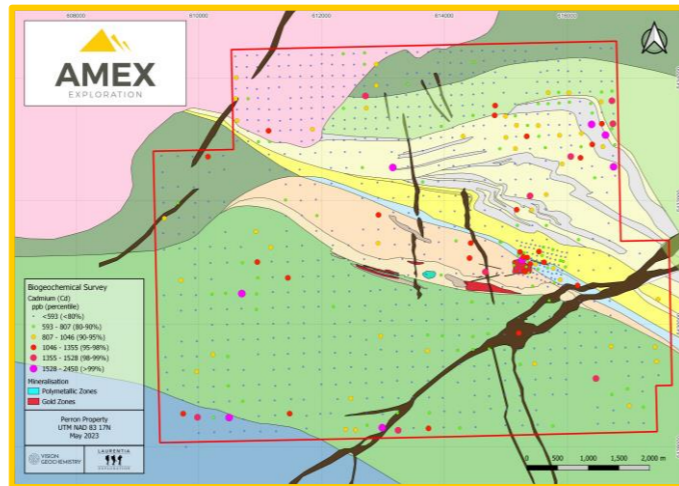 608000
610000
612000
614000
616000
AMEX
EXPLORATION
Biogeochemical Survey
Cadmium (Cd)
ppb (percentile)
<593 (<80%)
593 - 807 (80-90%)
807 - 1046 (90-95%)
1046 - 1355 (95-98%)
1355 - 1528 (98-99%)
1528 - 2450 (>99%)
Mineralisation
Polymetallic Zones
Gold Zones
Perron Property
UTM NAD 83 17N
May 2023
VISION
GEOCHEMISTRY
LAURENTIA
EXPLORATION
0 500 1,000 1,500 2,000 m